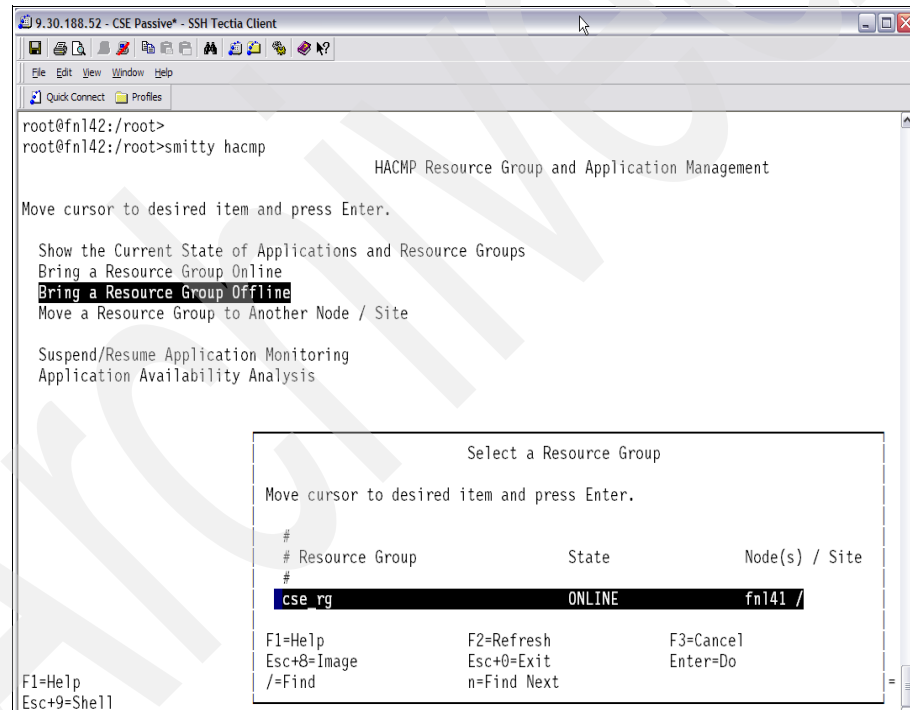 9.30.188.52 - CSE Passive* - SSH Tectia Client
File Edit View Window Help
Quick Connect Profiles
root@fnl42:/root>
root@fnl42:/root>smitty hacmp
HACMP Resource Group and Application Management
Move cursor to desired item and press Enter.
Show the Current State of Applications and Resource Groups
Bring a Resource Group Online
Bring a Resource Group Offline
Move a Resource Group to Another Node / Site
Suspend/Resume Application Monitoring
Application Availability Analysis
Select a Resource Group
Move cursor to desired item and press Enter.
#
# Resource Group State Node(s) / Site
#
cse_rg ONLINE fnl41 /
F1=Help F2=Refresh F3=Cancel
Esc+8=Image Esc+0=Exit Enter=Do
F1=Help /=Find n=Find Next =
Esc+9=Shell